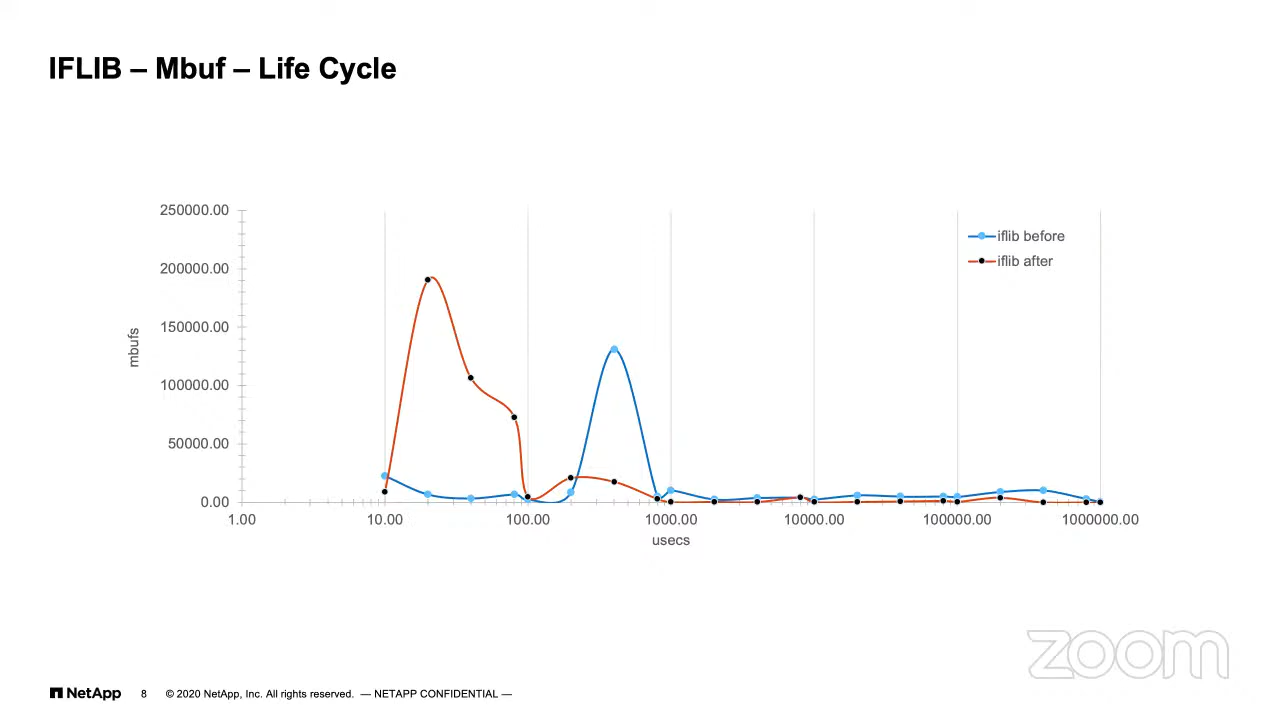 IFLIB – Mbuf – Life Cycle
250000.00
200000.00
150000.00
100000.00
50000.00
0.00
mbufs
iflib before
iflib after
1.00 10.00 100.00 1000.00 10000.00 100000.00 1000000.00
usecs
zoom
NetApp 8 © 2020 NetApp, Inc. All rights reserved. — NETAPP CONFIDENTIAL —